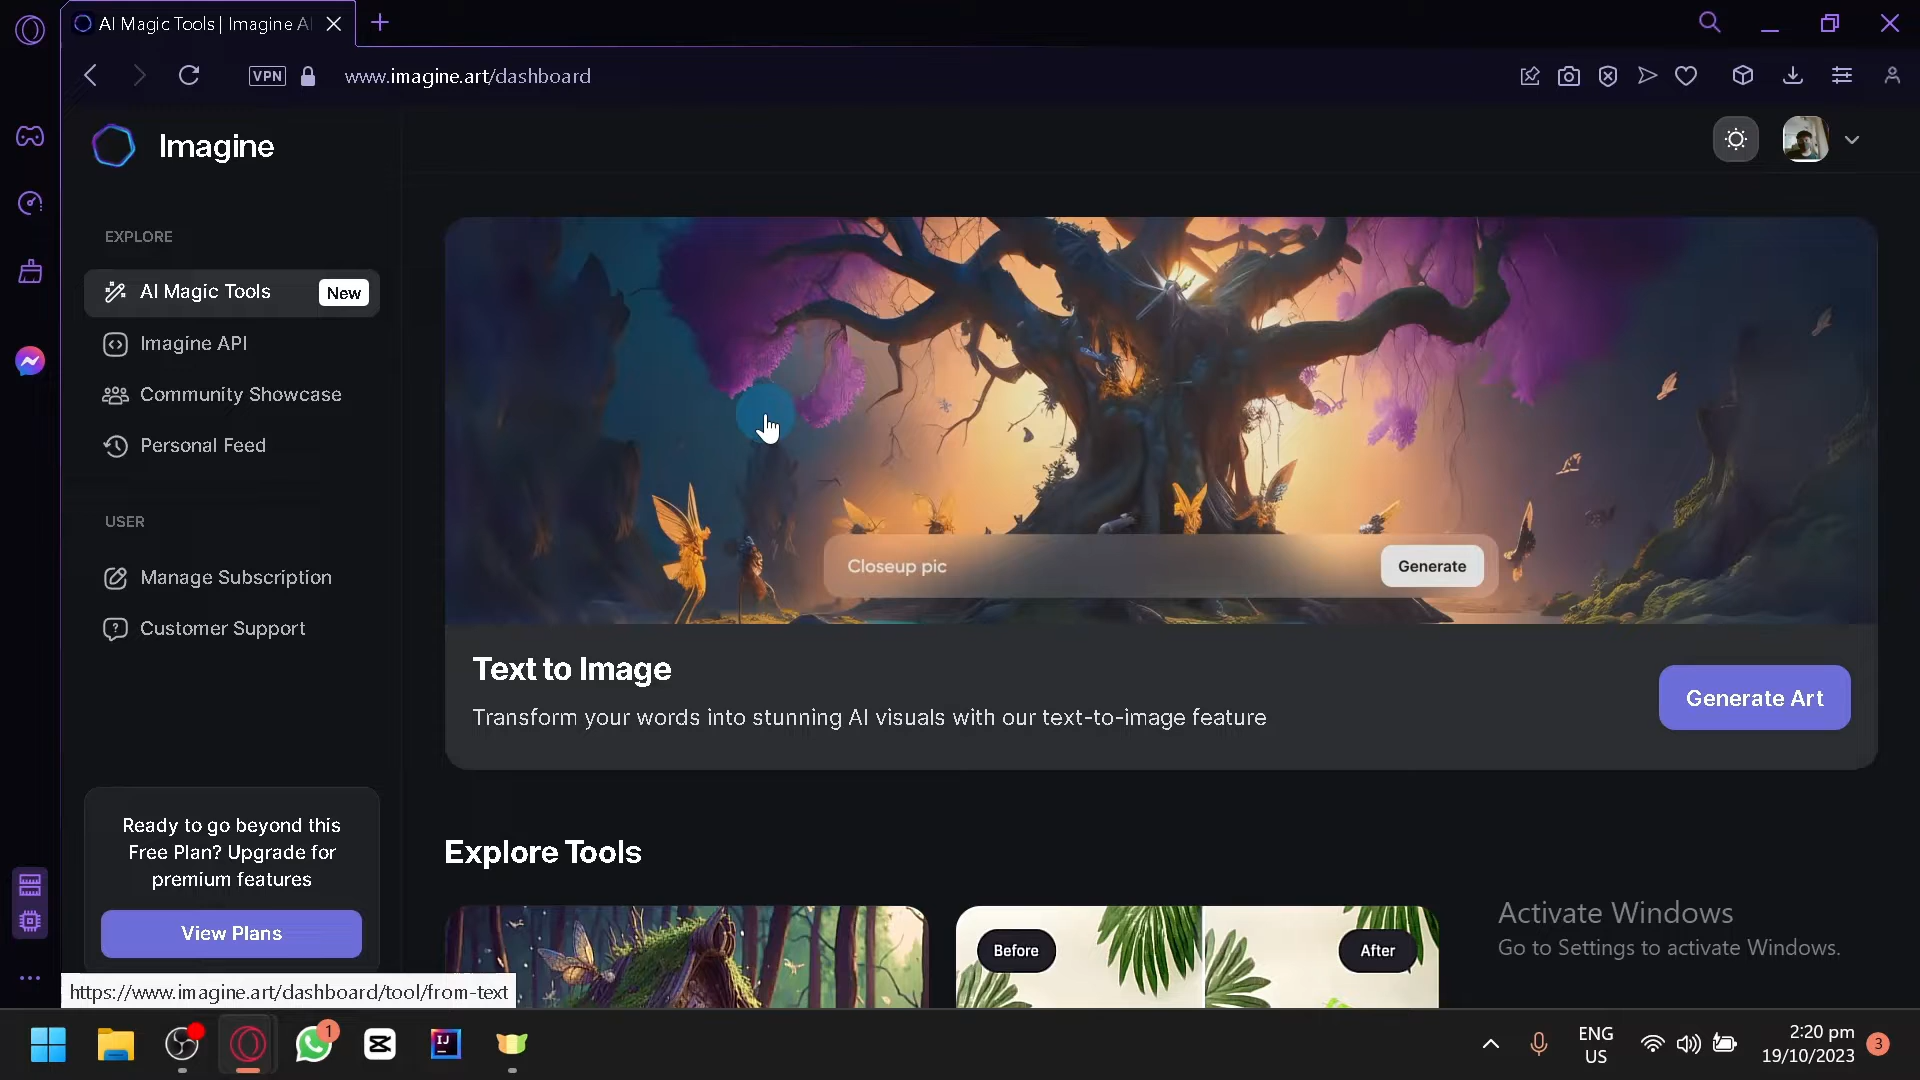 AI Magic Tools | Imagine AI
VPN
www.imagine.art/dashboard
Imagine
EXPLORE
AI Magic Tools
New
Imagine API
Community Showcase
Personal Feed
USER
Manage Subscription
Customer Support
Ready to go beyond this
Free Plan? Upgrade for
premium features
View Plans
Closeup pic
Generate
Text to Image
Transform your words into stunning AI visuals with our text-to-image feature
Generate Art
Explore Tools
Before
After
Activate Windows
Go to Settings to activate Windows.
https://www.imagine.art/dashboard/tool/from-text
1
IJ
ENG
US
2:20 pm
19/10/2023
3